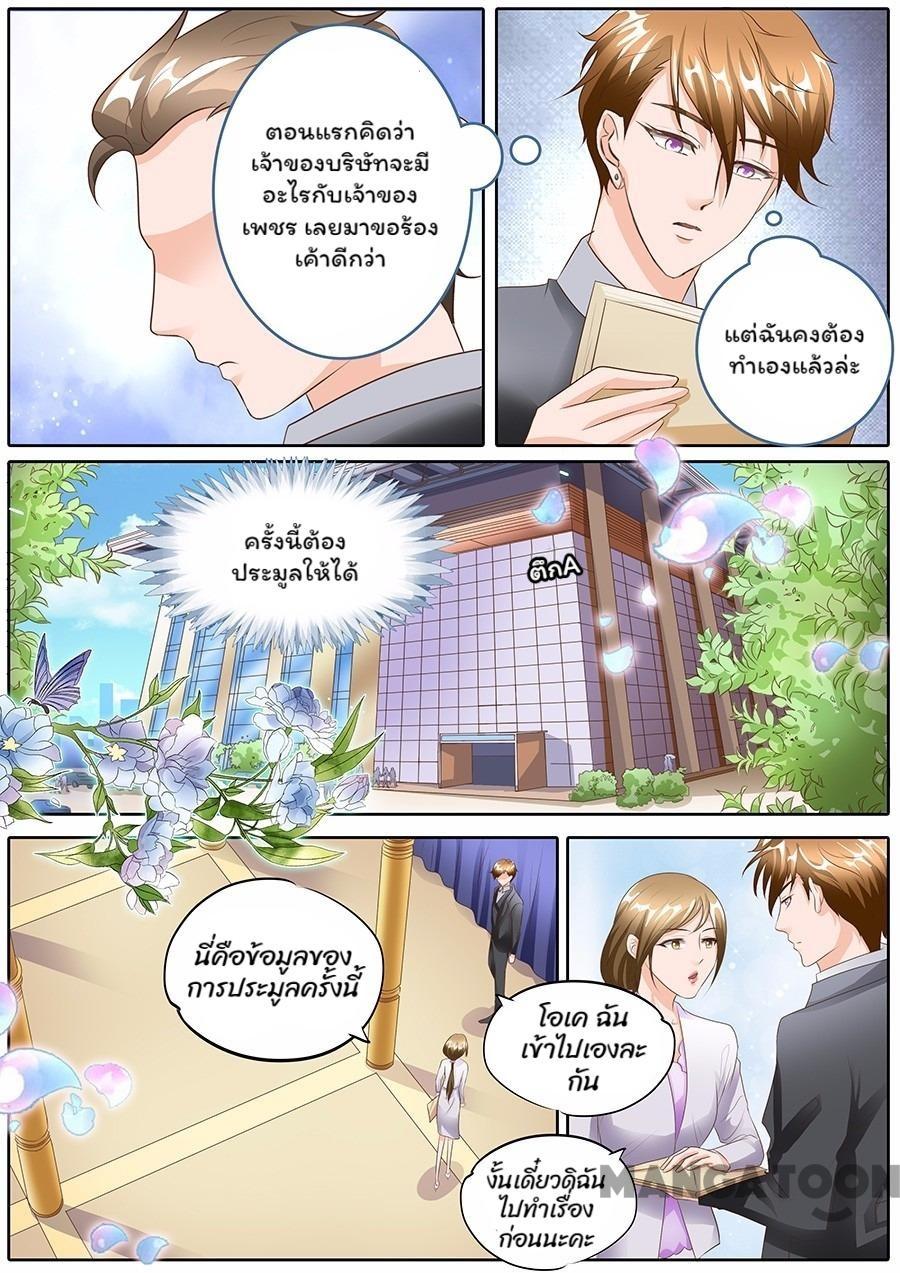 ตอนแรกคิดว่า
เจ้าของบริษัทจะมี
อะไรกับเจ้าของ
เพชร เลยมาขอร้อง
เค้าดีกว่า
แต่ฉันคงต้อง
ทำเองแล้วล่ะ
ครั้งนี้ต้อง
ประมูลให้ได้
ตึกA
นี่คือข้อมูลของ
การประมูลครั้งนี้
โอเค ฉัน
เข้าไปเองละ
กัน
งั้นเดี๋ยวดิฉัน
ไปทำเรื่อง
ก่อนนะคะ
MANGATOON